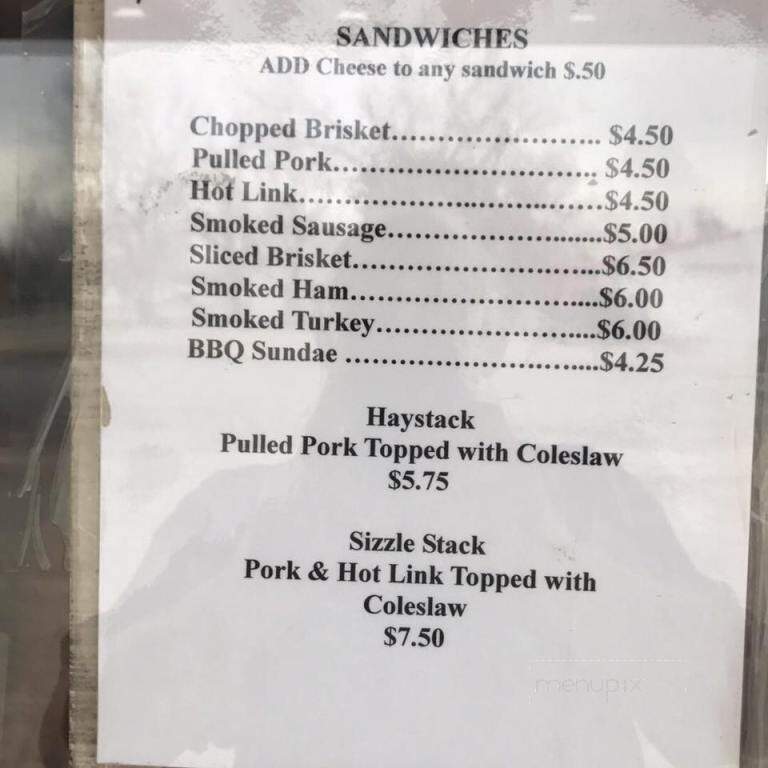 SANDWICHES
ADD Cheese to any sandwich $.50
Chopped Brisket........................ $4.50
Pulled Pork.............................. $4.50
Hot Link..................................$4.50
Smoked Sausage........................$5.00
Sliced Brisket............................$6.50
Smoked Ham............................$6.00
Smoked Turkey.........................$6.00
BBQ Sundae ............................$4.25
Haystack
Pulled Pork Topped with Coleslaw
$5.75
Sizzle Stack
Pork & Hot Link Topped with
Coleslaw
$7.50
menupix